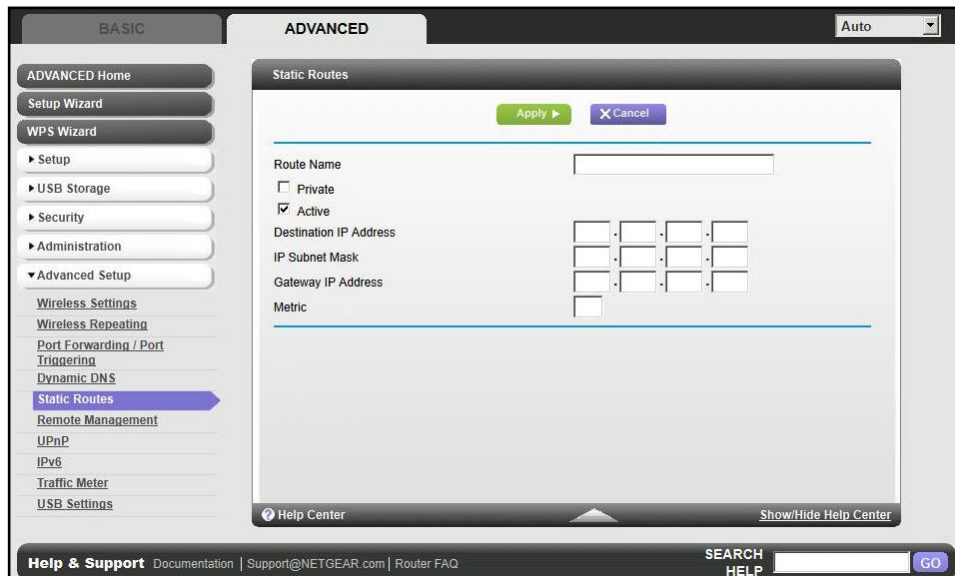 BASIC
ADVANCED
Auto
ADVANCED Home
Setup Wizard
WPS Wizard
Setup
USB Storage
Security
Administration
Advanced Setup
Wireless Settings
Wireless Repeating
Port Forwarding / Port
Triggering
Dynamic DNS
Static Routes
Remote Management
UPnP
IPv6
Traffic Meter
USB Settings
Static Routes
Apply
X Cancel
Route Name
Private
Active
Destination IP Address
. . .
IP Subnet Mask
. . .
Gateway IP Address
. . .
Metric
? Help Center
Show/Hide Help Center
Help & Support Documentation | Support@NETGEAR.com | Router FAQ
SEARCH
HELP
GO